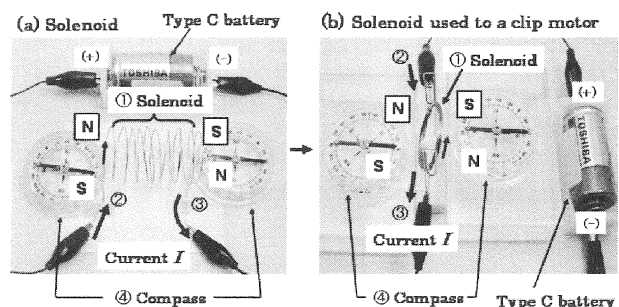 (a) Solenoid
Type C battery
(+)
(-)
TOSHIBA
① Solenoid
N
S
S
N
②
③
Current I
④ Compass
(b) Solenoid used to a clip motor
②
① Solenoid
N
S
S
N
③
(+)
TOSHIBA
(-)
Current I
④ Compass
Type C battery